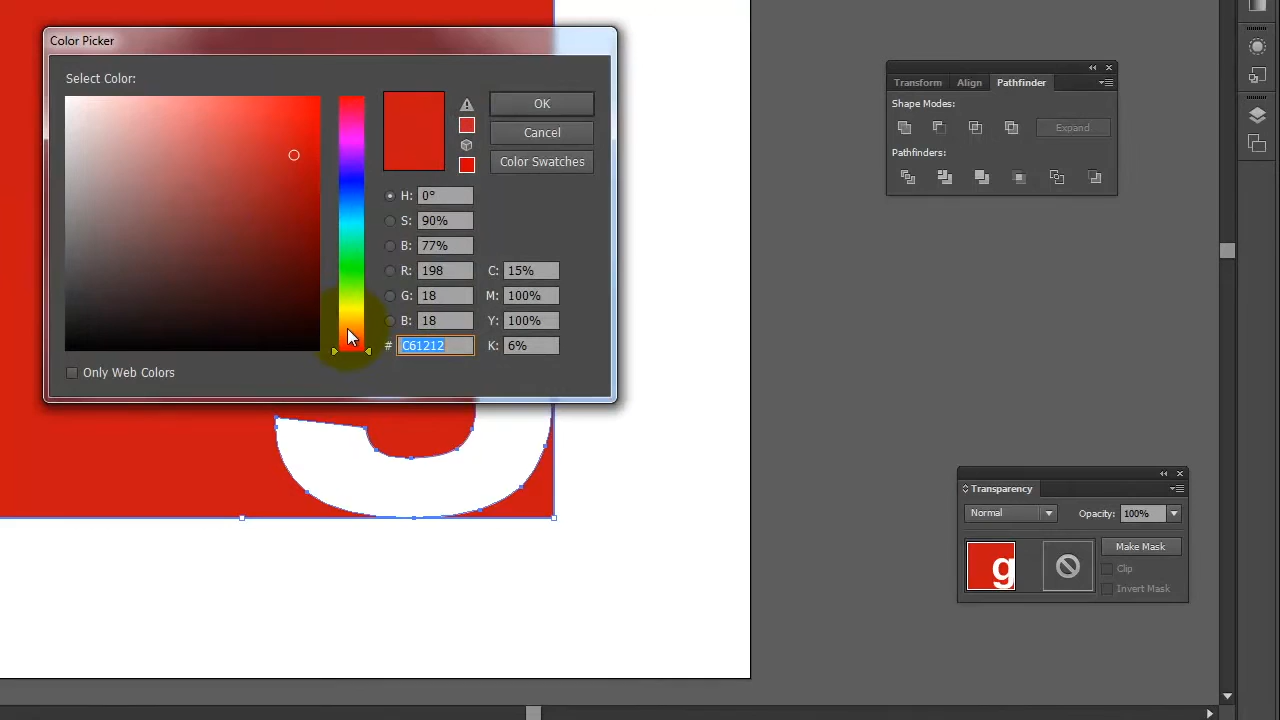 Color Picker
Select Color:
OK
Cancel
Color Swatches
H: 0°
S: 90%
B: 77%
R: 198 C: 15%
G: 18 M: 100%
B: 18 Y: 100%
# C61212 K: 6%
Only Web Colors
Transform Align Pathfinder
Shape Modes:
Expand
Pathfinders:
g
Transparency
Normal Opacity: 100%
g
Make Mask
Clip
Invert Mask